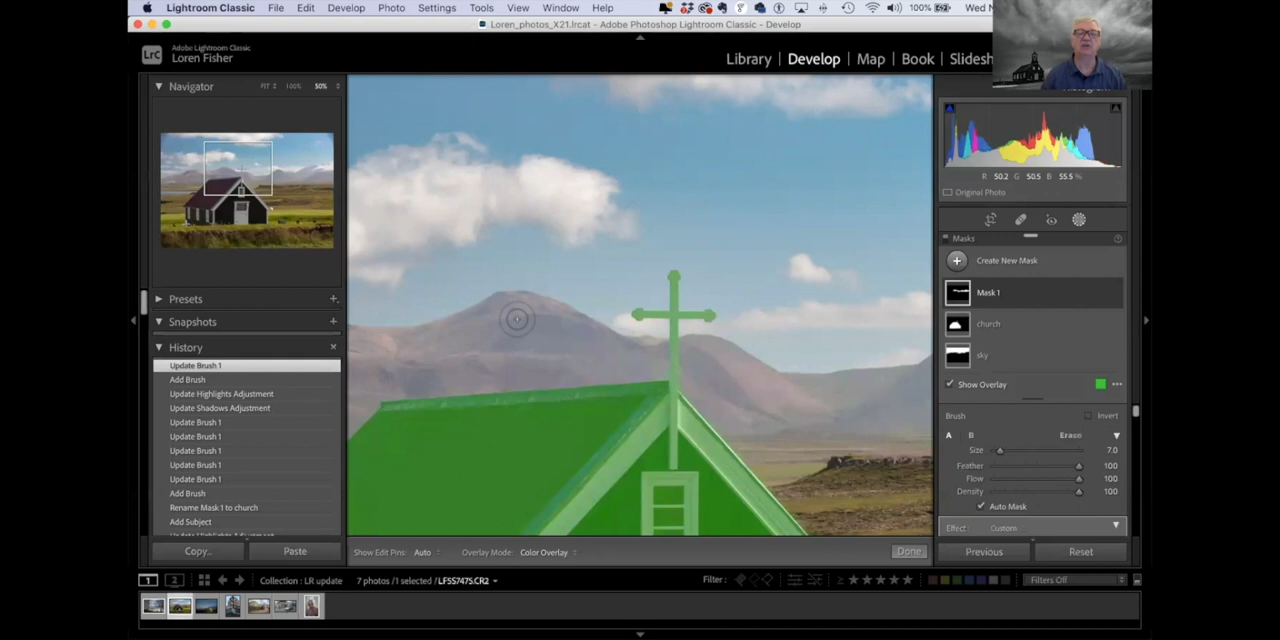 Lightroom Classic File Edit Develop Photo Settings Tools View Window Help 100% Wed N
Loren_photos_X21.lrcat - Adobe Photoshop Lightroom Classic - Develop
LrC Adobe Lightroom Classic
Loren Fisher
Library | Develop | Map | Book | Slidesh
Navigator FIT 100% 50%
R 50.2 G 50.5 B 55.5 %
Original Photo
Masks
Create New Mask
Mask 1
church
sky
Show Overlay
Presets
Snapshots
History
Update Brush 1
Add Brush
Update Highlights Adjustment
Update Shadows Adjustment
Update Brush 1
Update Brush 1
Update Brush 1
Update Brush 1
Update Brush 1
Add Brush
Rename Mask 1 to church
Add Subject
Update Highlights Adjustment
Brush Invert
A B Erase
Size 7.0
Feather 100
Flow 100
Density 100
Auto Mask
Effect : Custom
Copy... Paste
Show Edit Pins: Auto Overlay Mode: Color Overlay Done
Previous Reset
1 2 Collection : LR update 7 photos /1 selected /LF5S7475.CR2 Filter : Filters Off